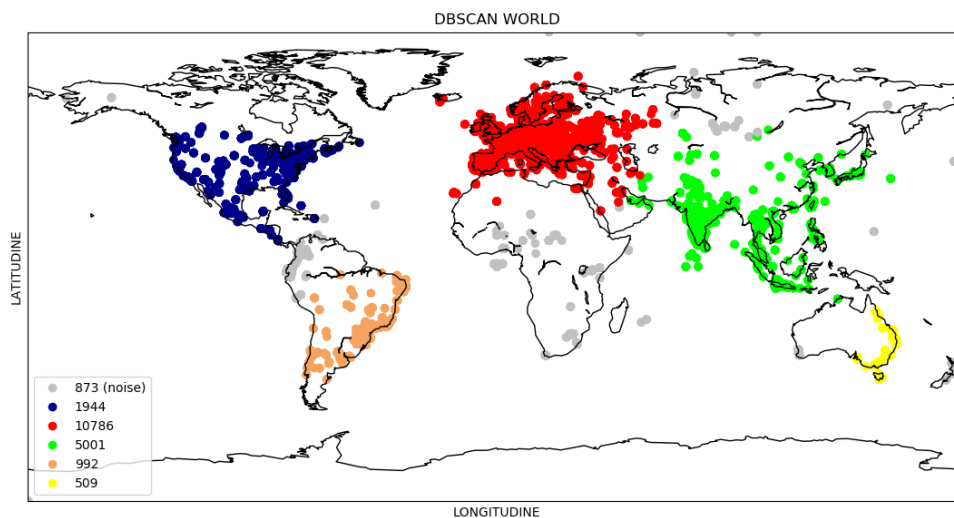 DBSCAN WORLD
LATITUDINE
873 (noise)
1944
10786
5001
992
509
LONGITUDINE